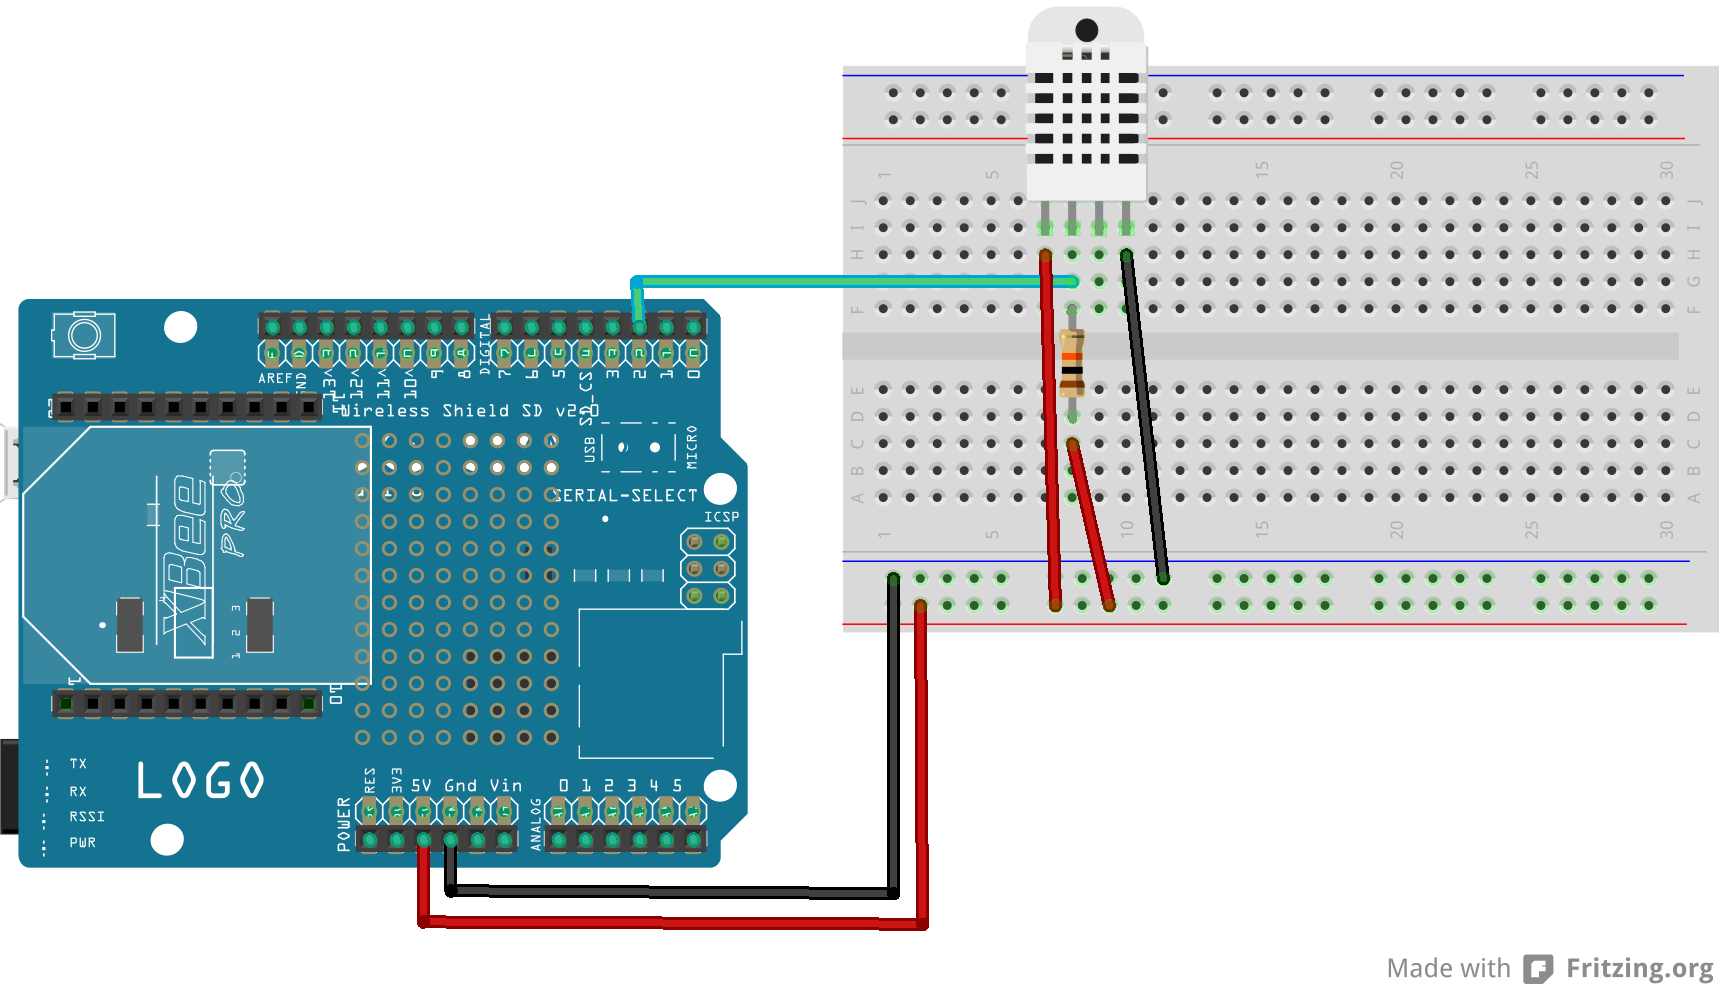 1 5 15 20 25 30
J J
I I
H H
G G
F F
DIGITAL
AREF
GND
13<
12<
11<
10<
9
8
7
6
5
4
3
2
1
0
SD_CS
Wireless Shield SD v2.0
USB
MICRO
SERIAL-SELECT
ICSP
XBee
PRO
XBee
3
2
1
1
10
E E
D D
C C
B B
A A
1 5 10 15 20 25 30
TX
RX
RSSI
PWR
LOGO
POWER
RES
3V3
5V Gnd Vin
ANALOG
0 1 2 3 4 5
Made with Fritzing.org